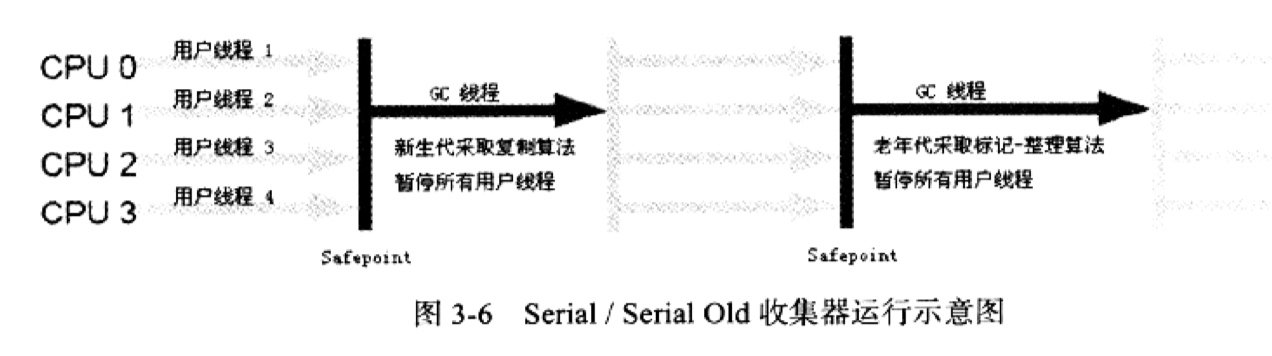 CPU 0
用户线程 1
CPU 1
用户线程 2
CPU 2
用户线程 3
CPU 3
用户线程 4
GC 线程
新生代采取复制算法
暂停所有用户线程
Safepoint
GC 线程
老年代采取标记-整理算法
暂停所有用户线程
Safepoint
图 3-6 Serial / Serial Old 收集器运行示意图